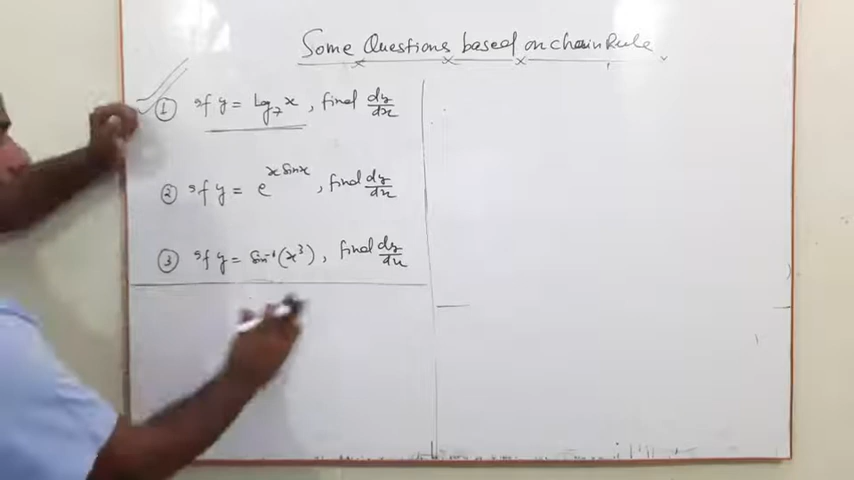 Some Questions based on chain Rule
① If y = Log₇ x , find dy/dx
② If y = e^(x sinx) , find dy/dx
③ If y = sin⁻¹(x³) , find dy/dx